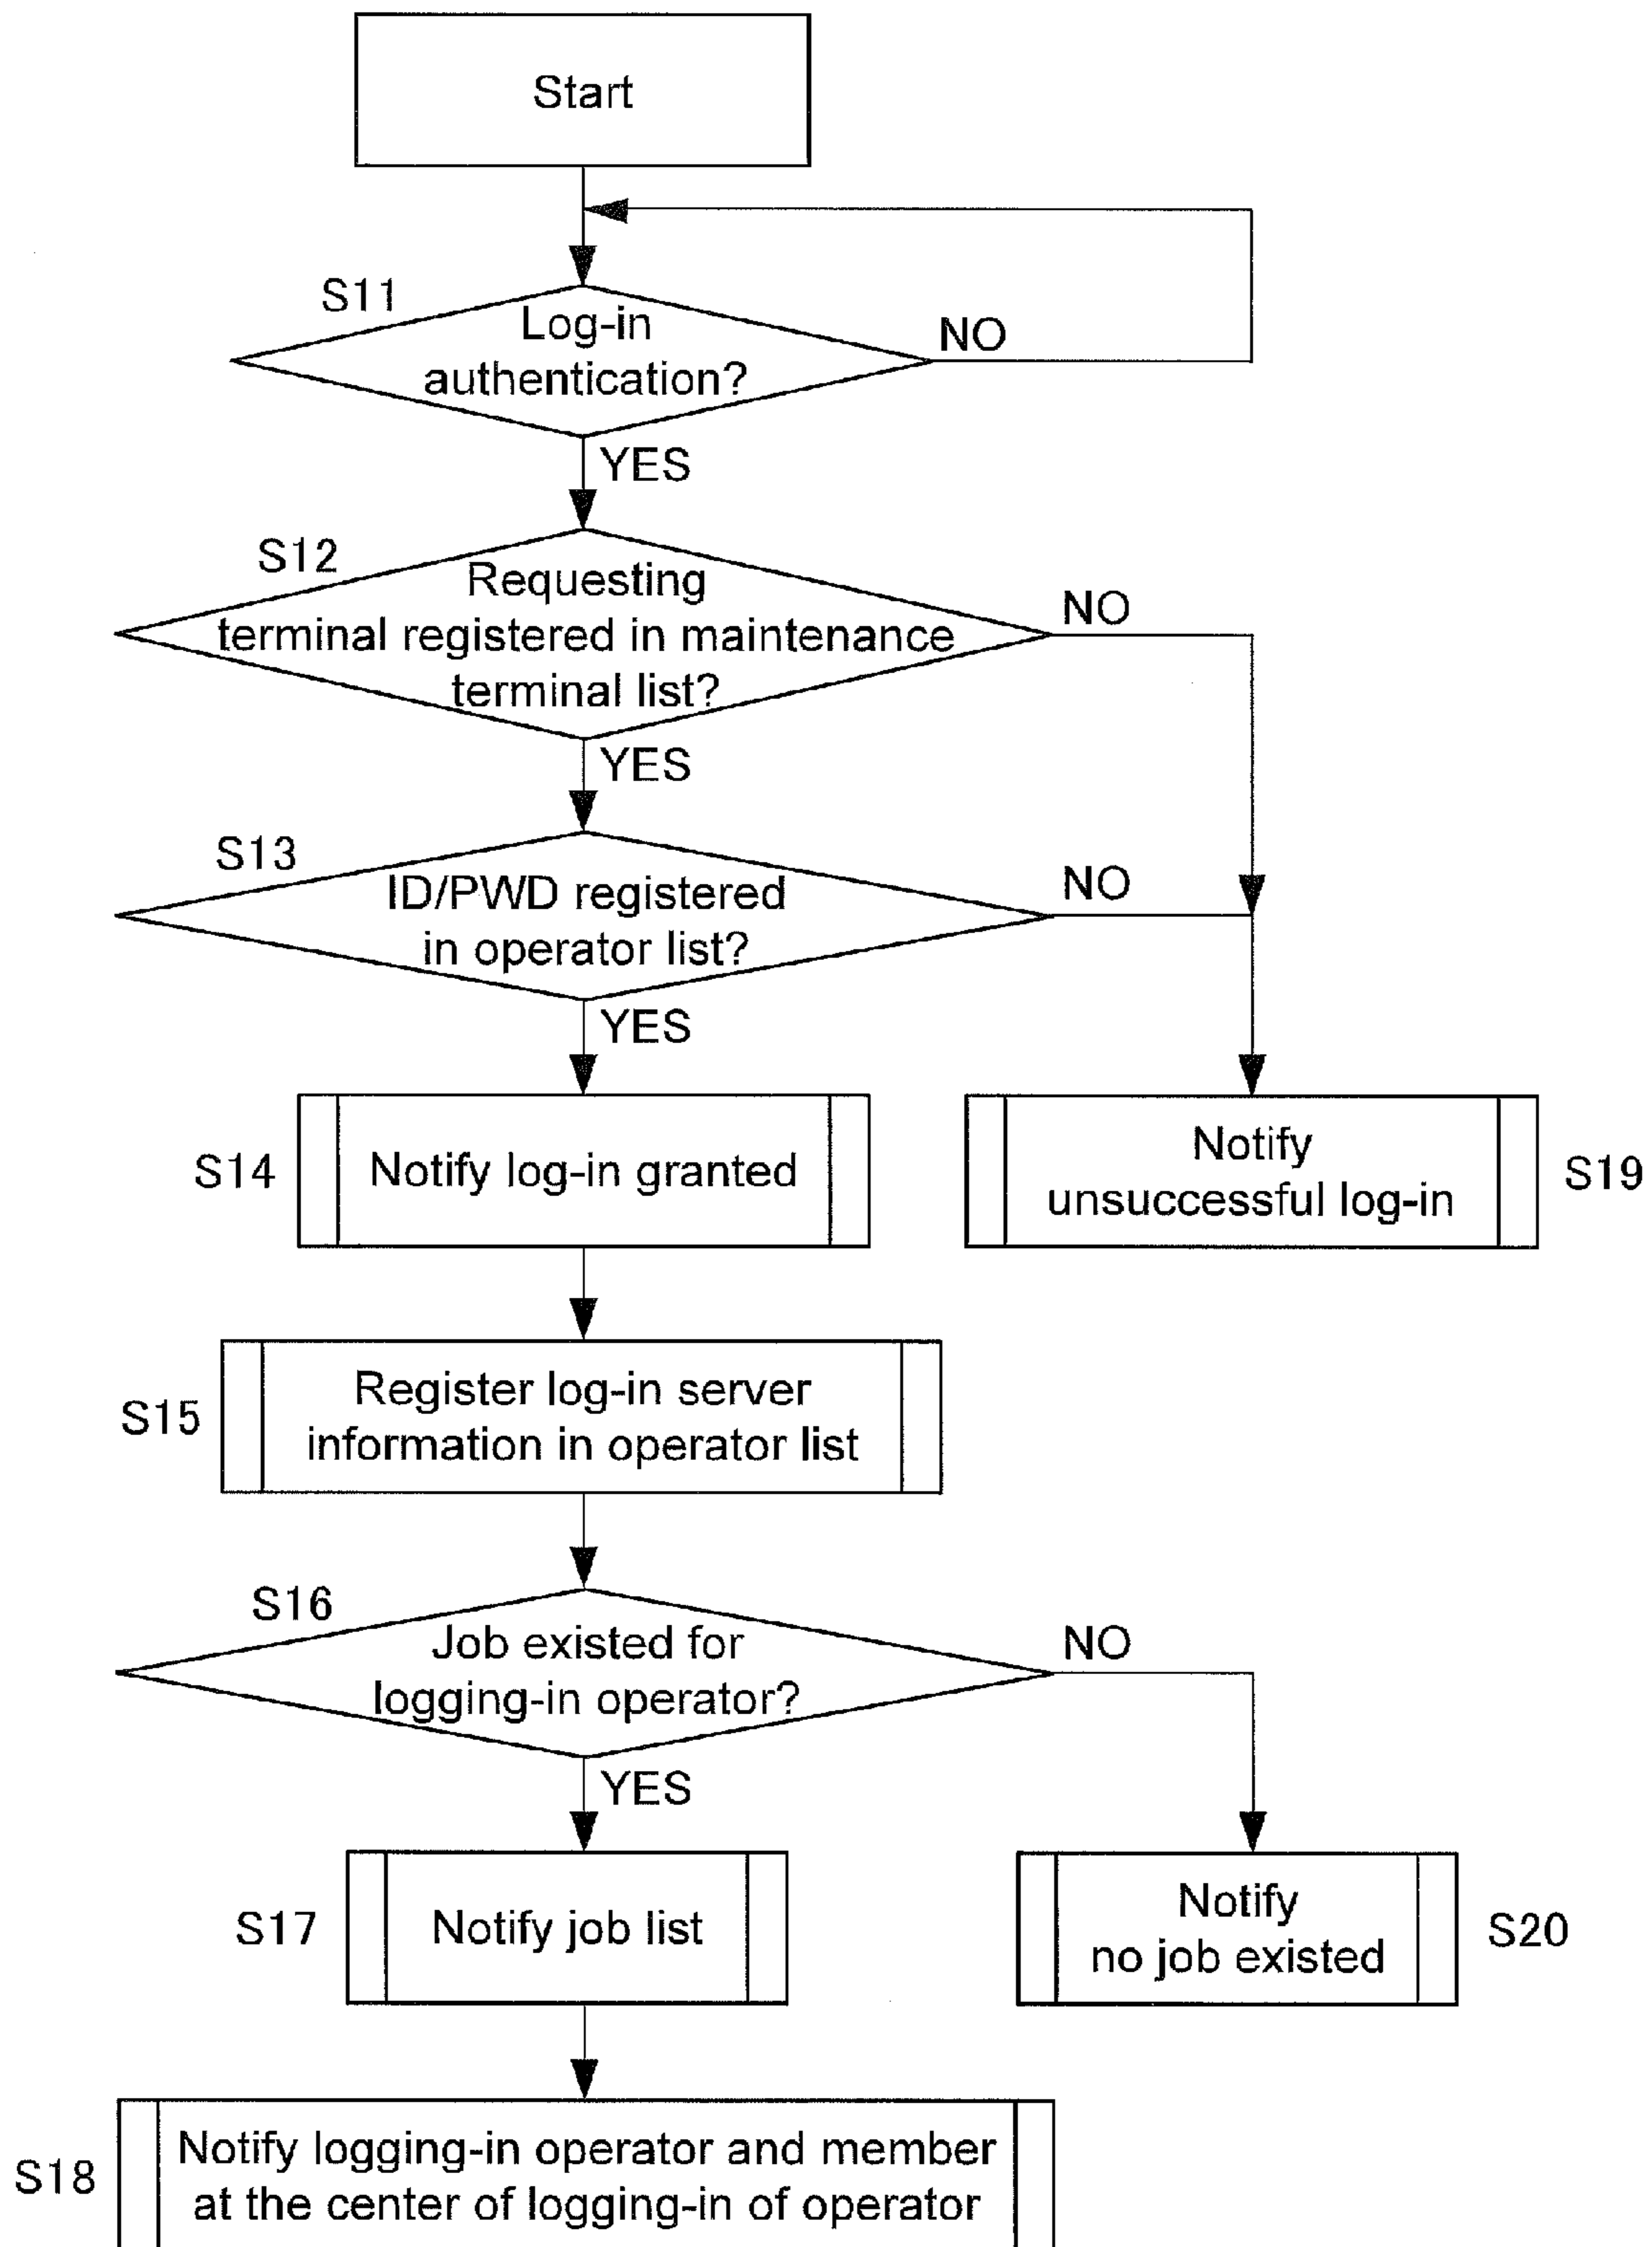 Start
S11
Log-in
authentication?
NO
YES
S12
Requesting
terminal registered in maintenance
terminal list?
NO
YES
S13
ID/PWD registered
in operator list?
NO
YES
S14
Notify log-in granted
Notify
unsuccessful log-in
S19
S15
Register log-in server
information in operator list
S16
Job existed for
logging-in operator?
NO
YES
S17
Notify job list
Notify
no job existed
S20
S18
Notify logging-in operator and member
at the center of logging-in of operator